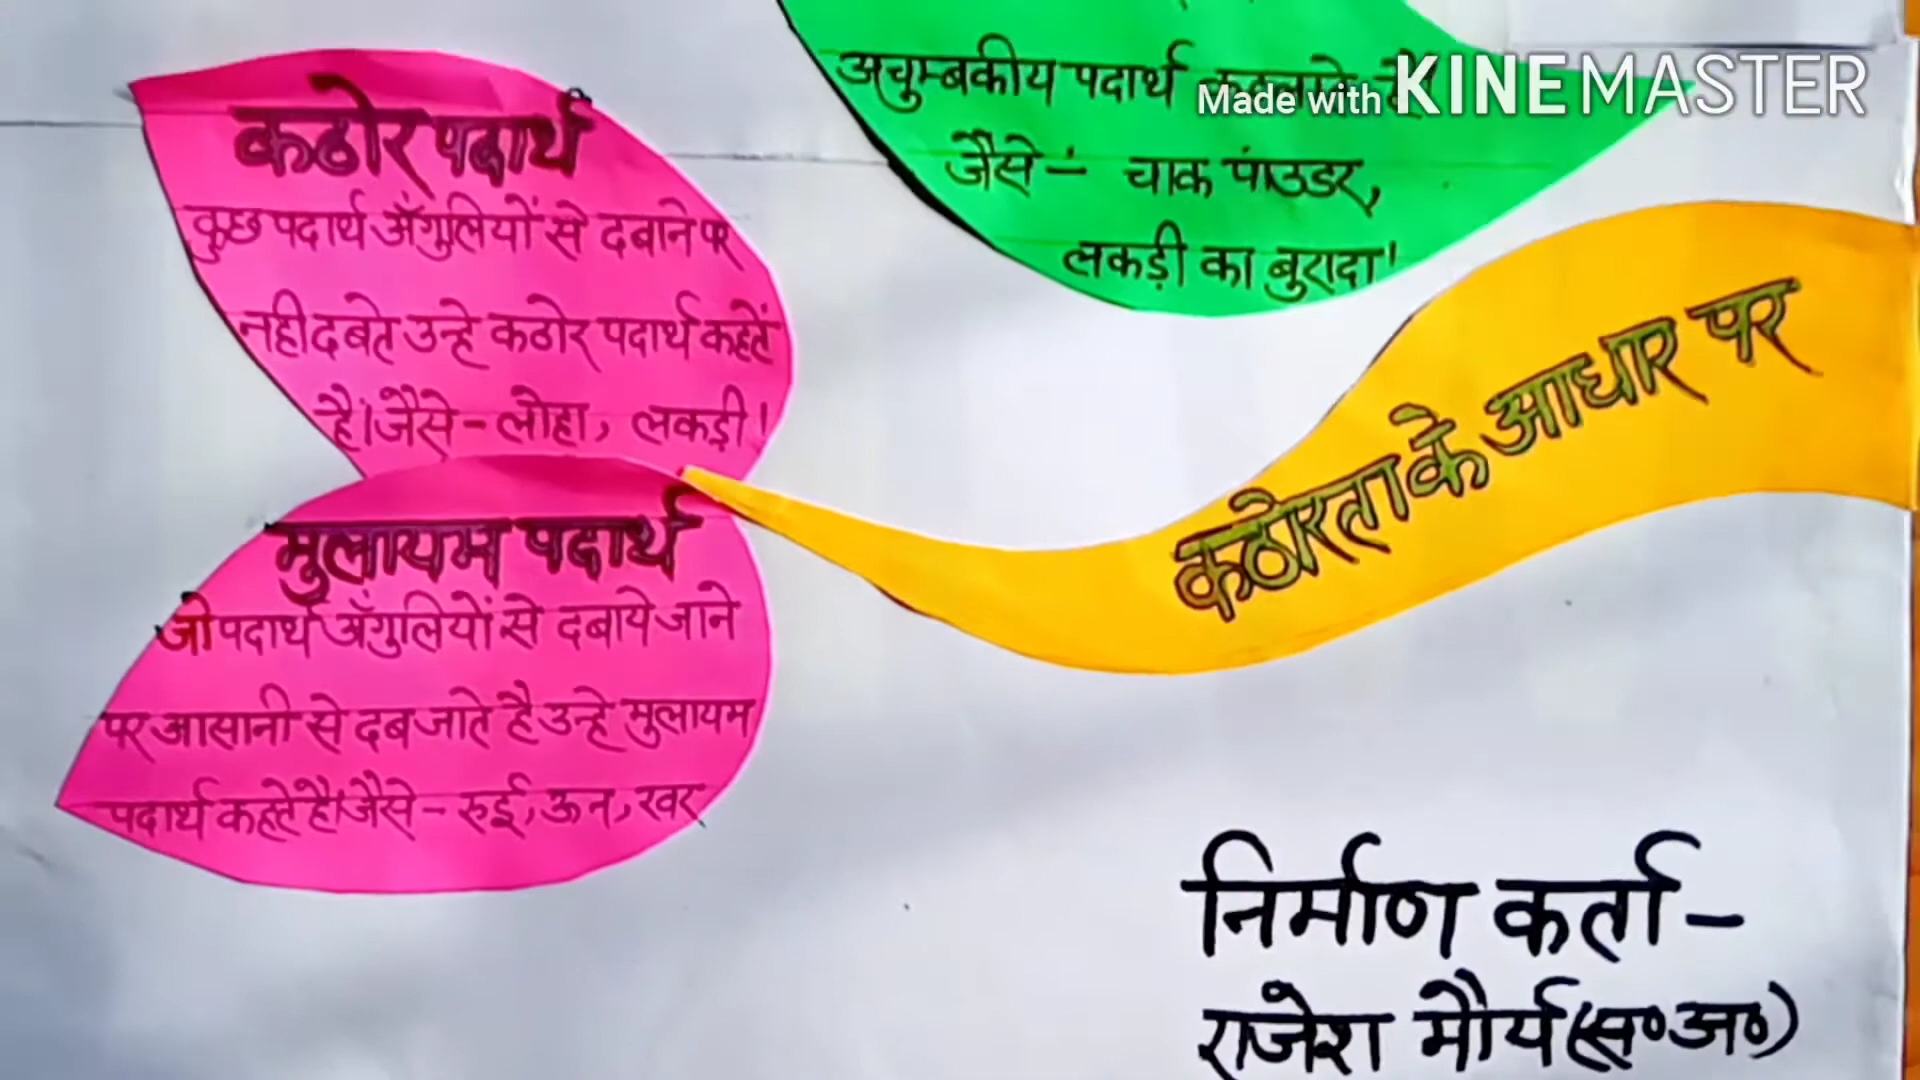 अचुम्बकीय पदार्थ कहलाते है
Made with KINEMASTER
जैसे :- चाक पाउडर,
लकड़ी का बुरादा!
कठोर पदार्थ
कुछ पदार्थ अँगुलियों से दबाने पर
नही दबते उन्हे कठोर पदार्थ कहतें
है। जैसे - लोहा, लकड़ी!
कठोरता के आधार पर
मुलायम पदार्थ
जो पदार्थ अँगुलियों से दबाये जाने
पर आसानी से दब जाते है उन्हे मुलायम
पदार्थ कहते है। जैसे - रुई, ऊन, रबर
निर्माण कर्ता -
राजेश मौर्य (स०अ०)